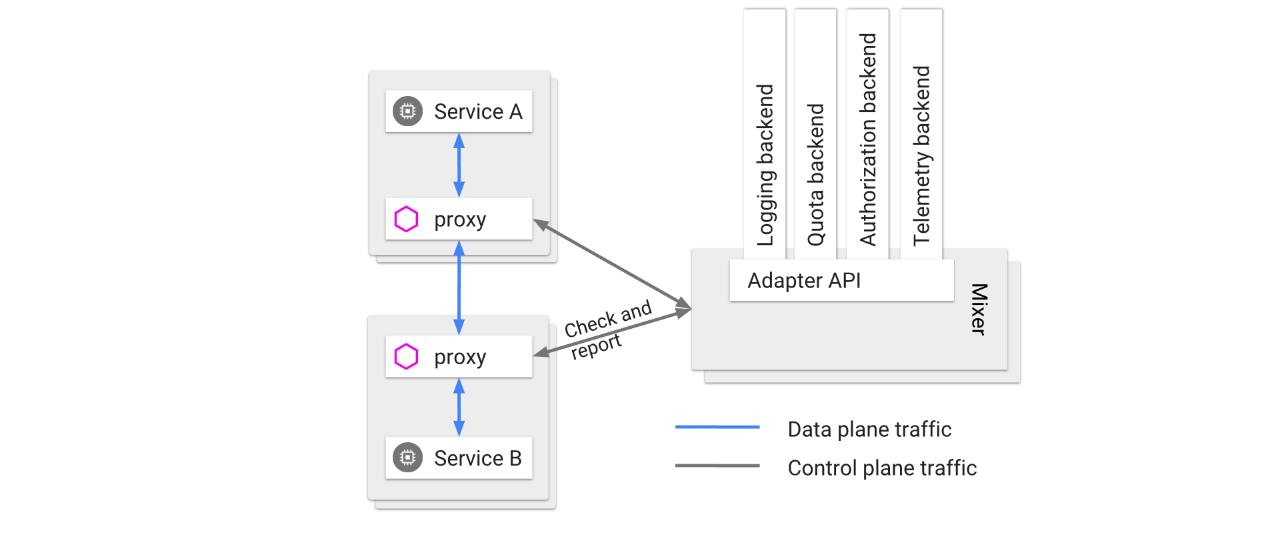 Service A
proxy
proxy
Service B
Check and
report
Logging backend
Quota backend
Authorization backend
Telemetry backend
Adapter API
Mixer
Data plane traffic
Control plane traffic